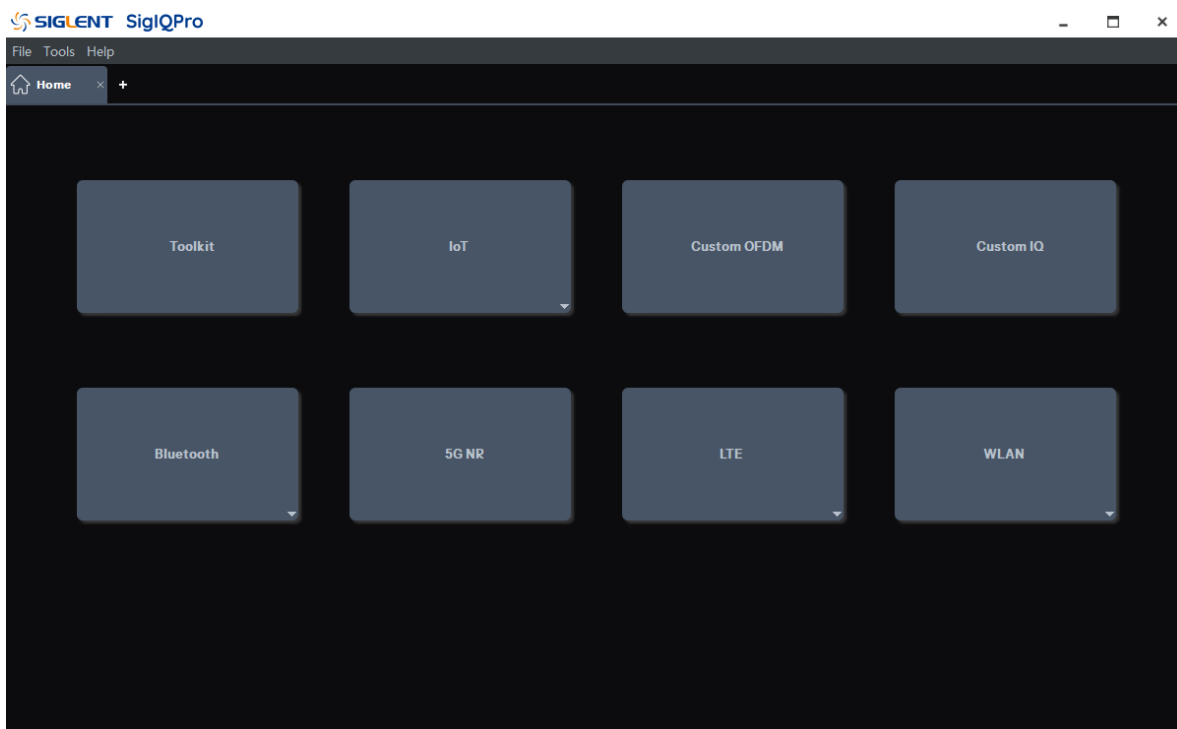 SIGLENT SigIQPro
File Tools Help
Home
Toolkit
IoT
Custom OFDM
Custom IQ
Bluetooth
5G NR
LTE
WLAN